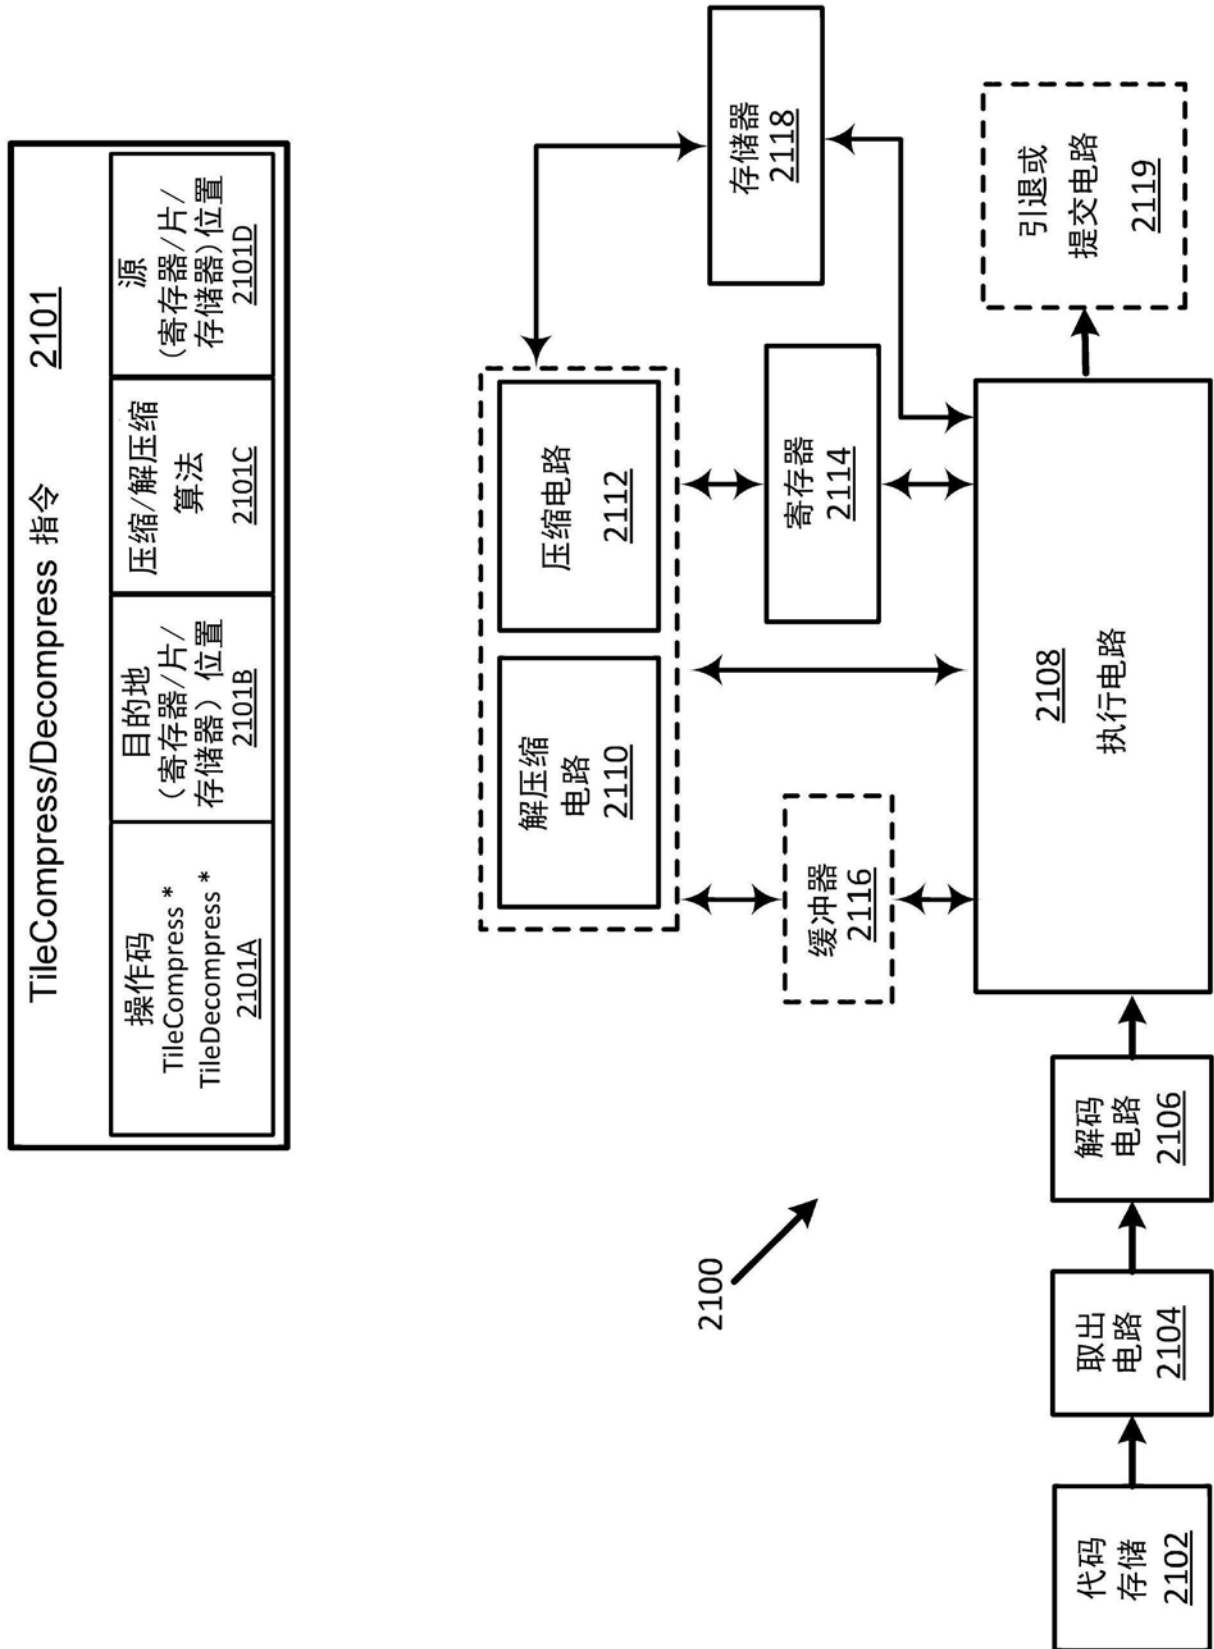 TileCompress/Decompress 指令
2101
操作码
TileCompress *
TileDecompress *
2101A
目的地
（寄存器/片/
存储器）位置
2101B
压缩/解压缩
算法
2101C
源
（寄存器/片/
存储器）位置
2101D
解压缩
电路
2110
压缩电路
2112
缓冲器
2116
寄存器
2114
存储器
2118
2100
代码
存储
2102
取出
电路
2104
解码
电路
2106
2108
执行电路
引退或
提交电路
2119